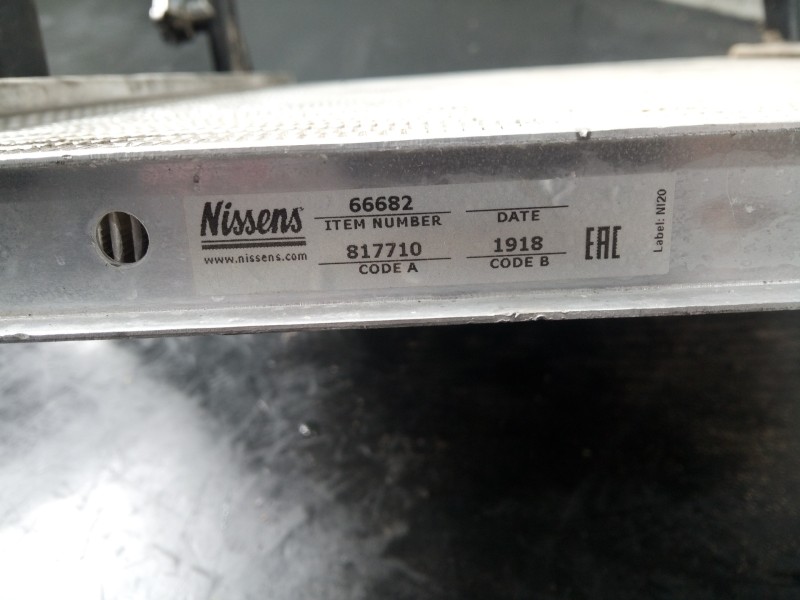 Nissens
www.nissens.com
66682
ITEM NUMBER
817710
CODE A
DATE
1918
CODE B
EAC
Label: NI20